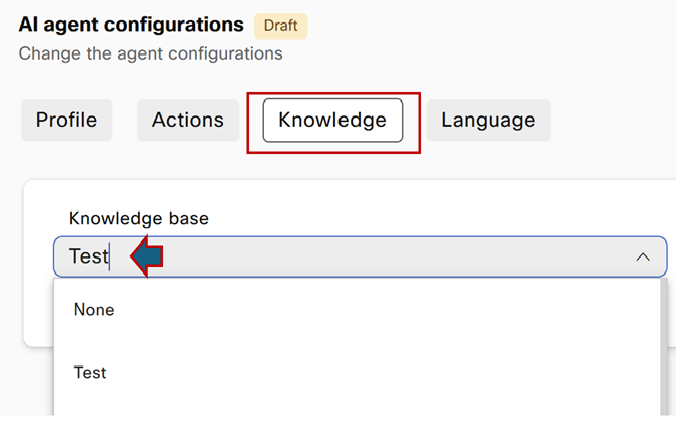 AI agent configurations Draft
Change the agent configurations
Profile Actions Knowledge Language
Knowledge base
Test
None
Test